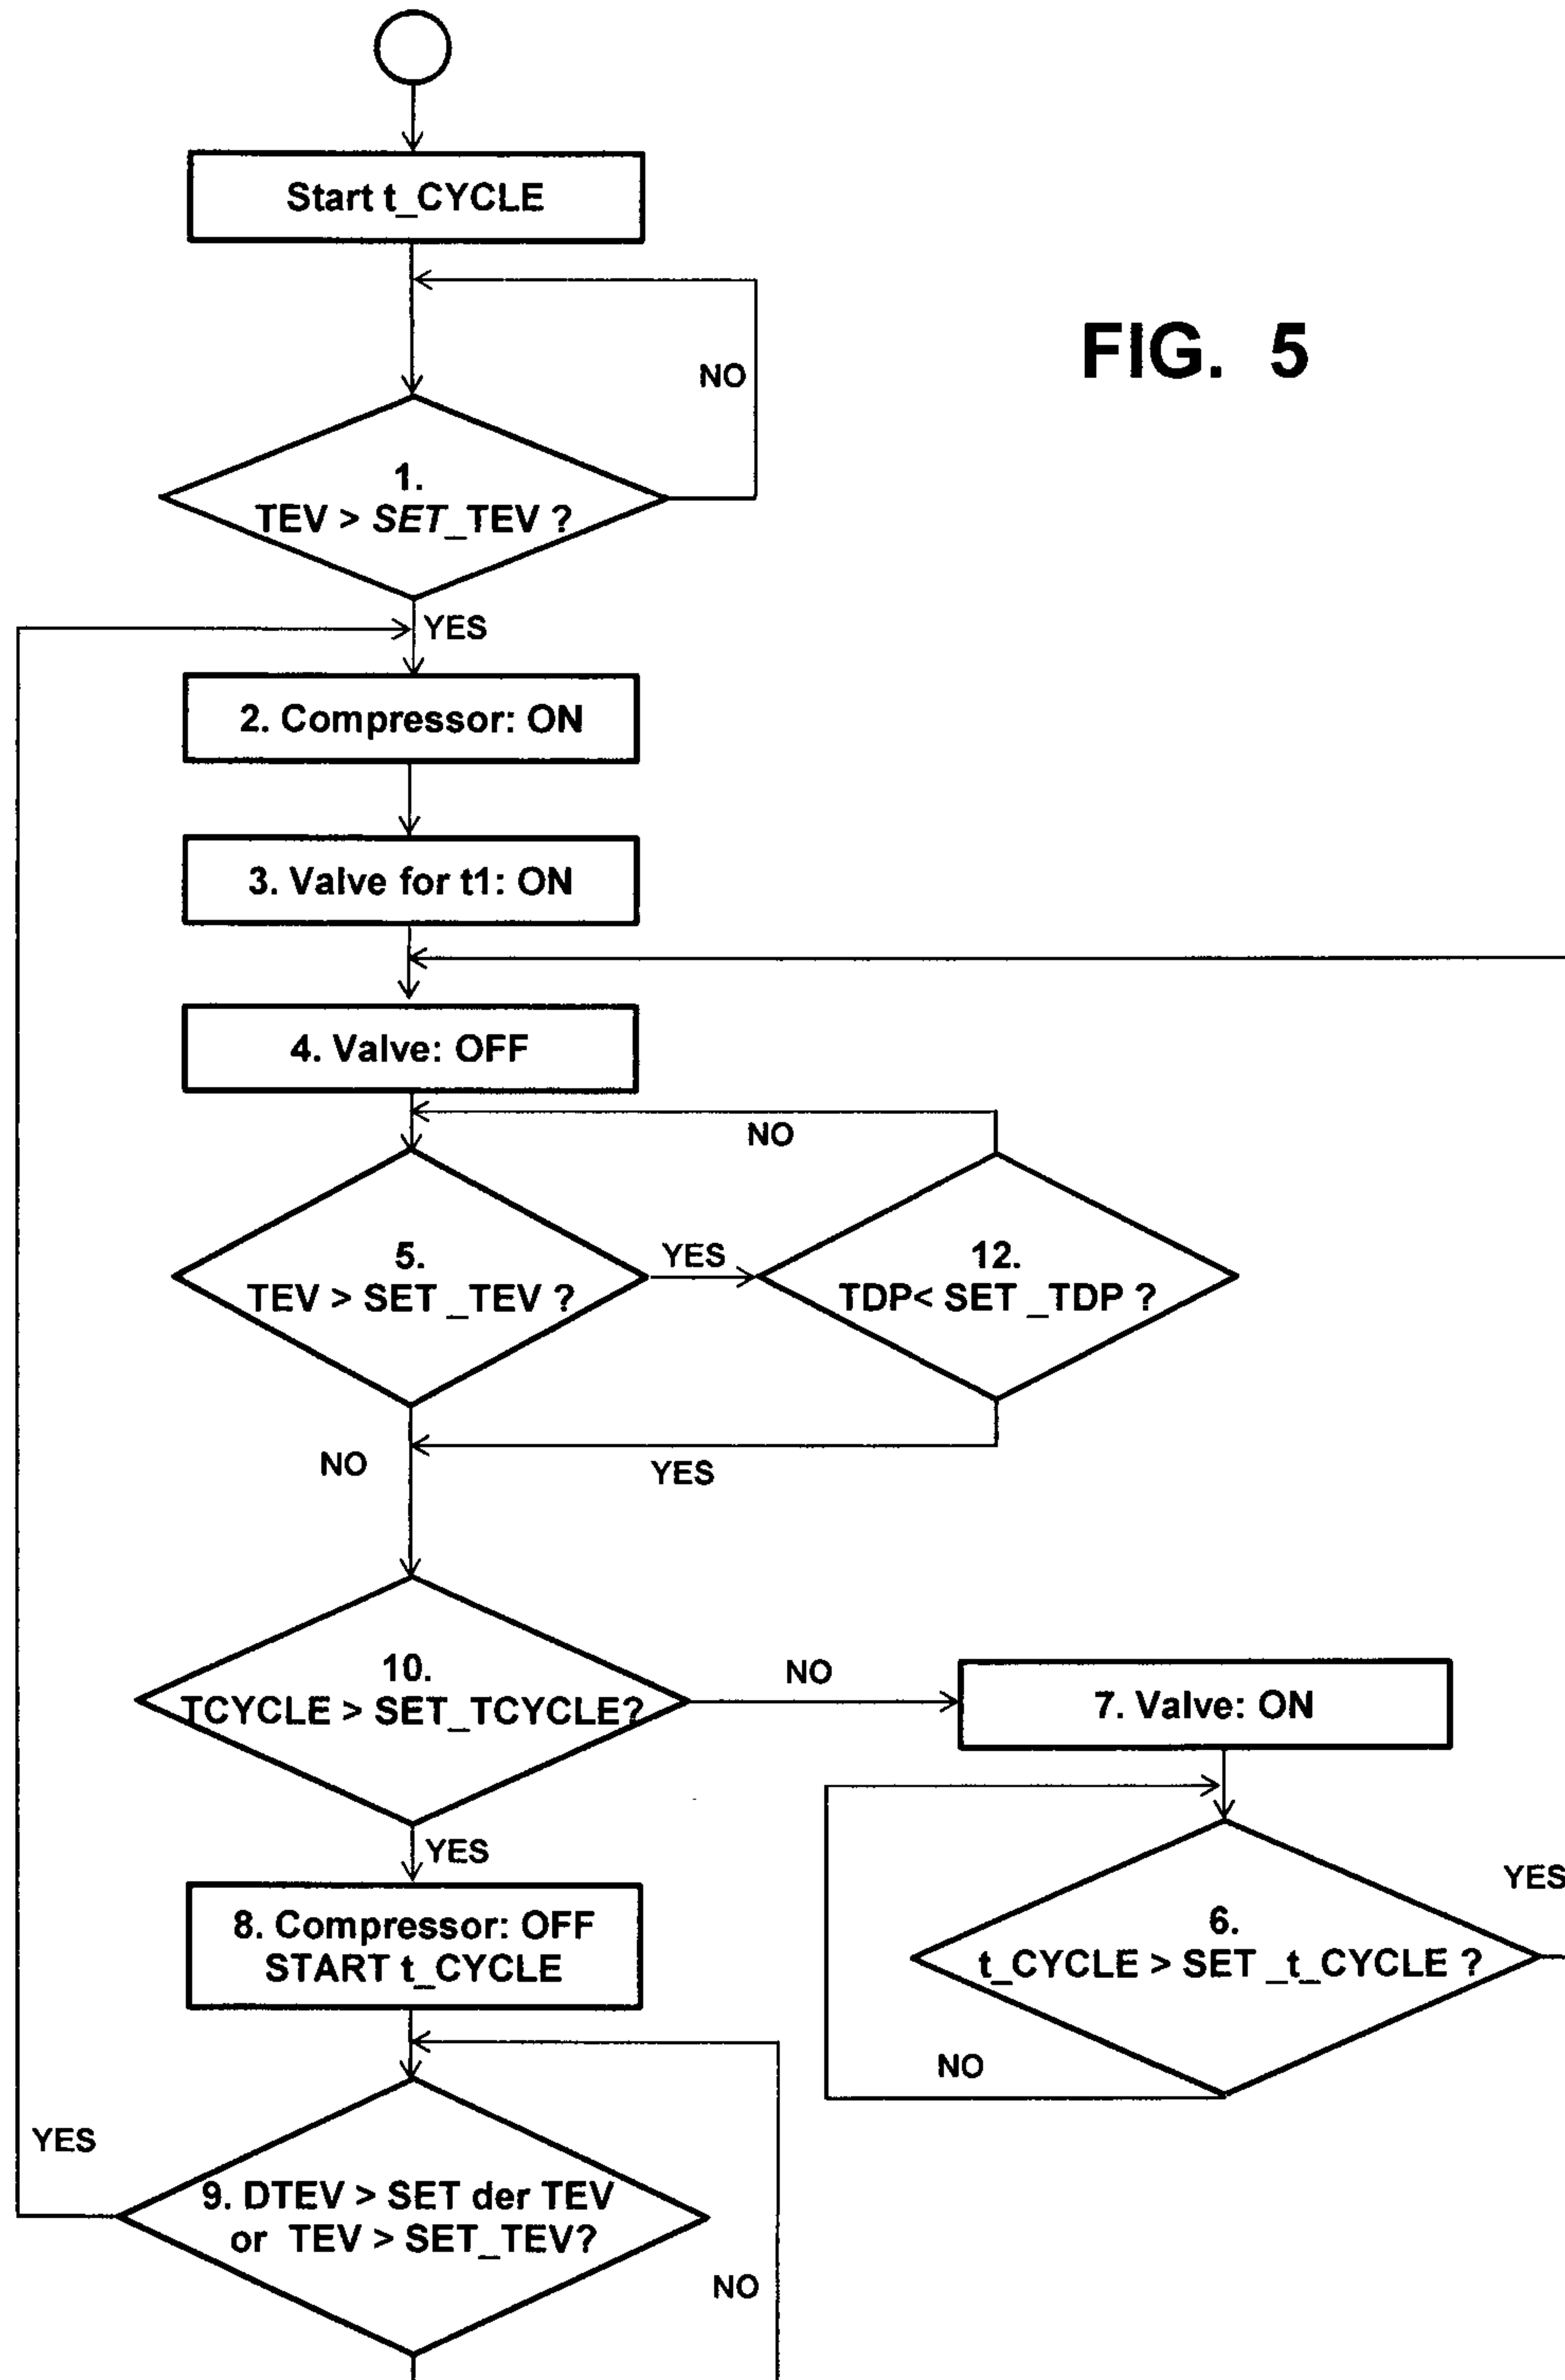 Start t_CYCLE
FIG. 5
NO
1.
TEV > SET_TEV ?
YES
2. Compressor: ON
3. Valve for t1: ON
4. Valve: OFF
NO
5.
TEV > SET _TEV ?
YES
12.
TDP< SET _TDP ?
NO
YES
10.
TCYCLE > SET_TCYCLE?
NO
7. Valve: ON
YES
8. Compressor: OFF
START t_CYCLE
YES
6.
t_CYCLE > SET _t_CYCLE ?
NO
YES
9. DTEV > SET der TEV
or TEV > SET_TEV?
NO